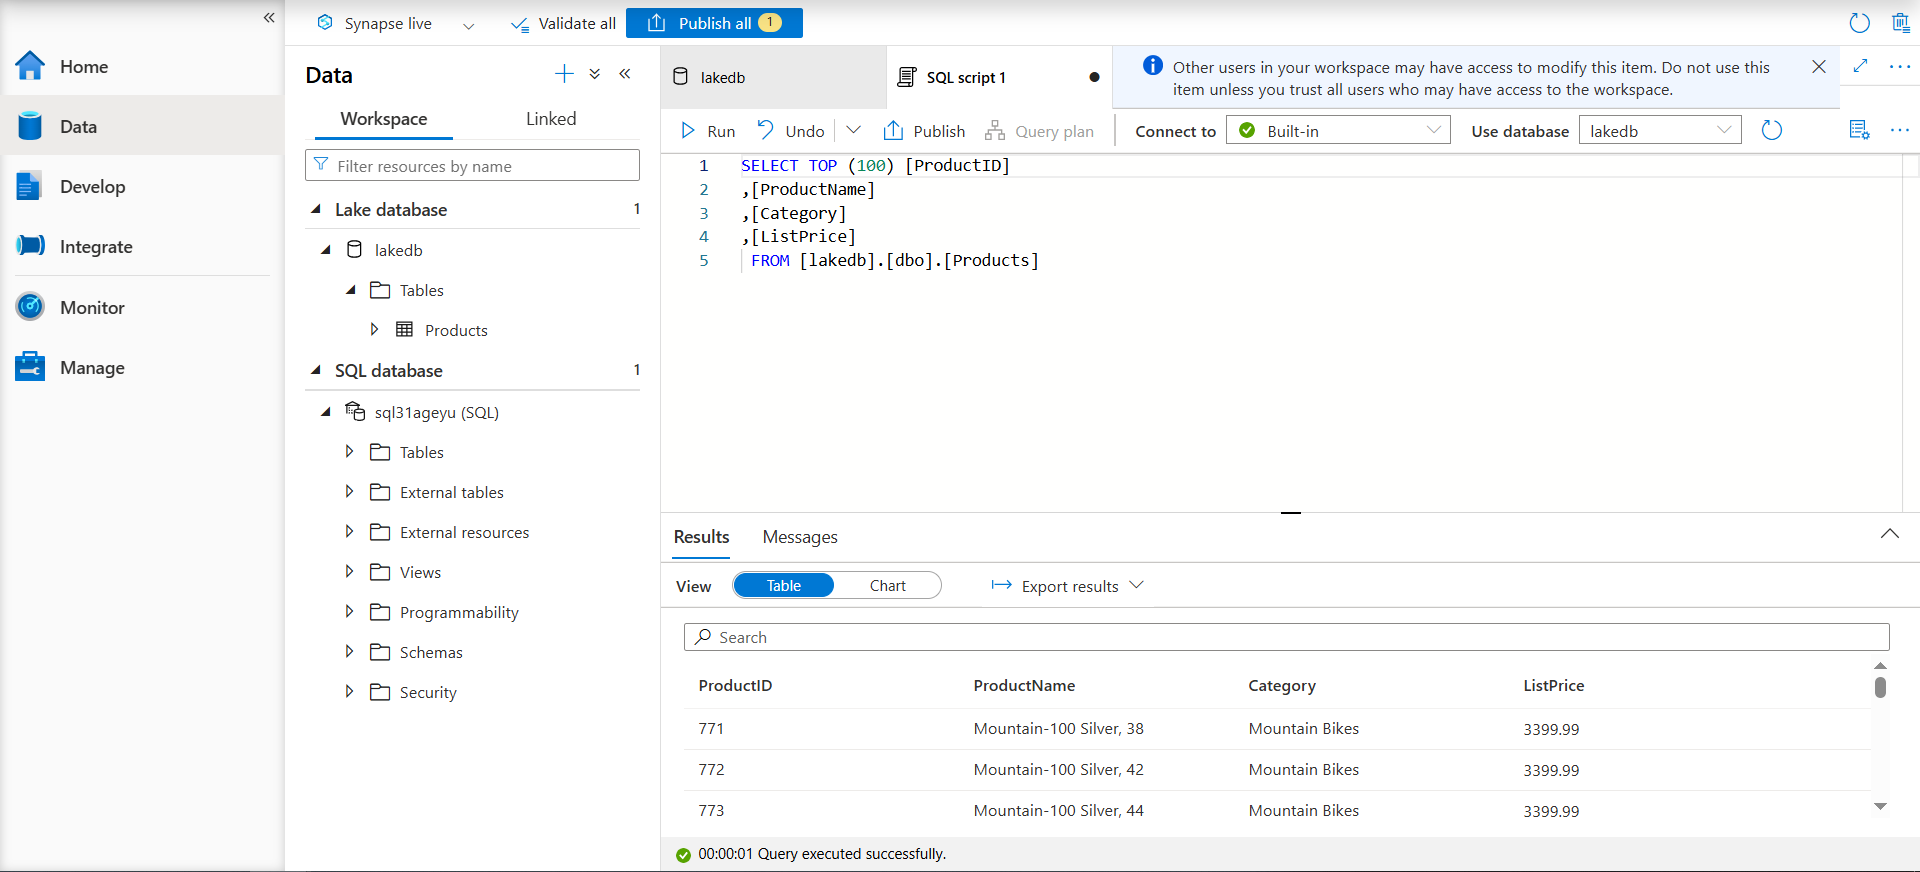 Synapse live
Validate all
Publish all 1
Home
Data
Develop
Integrate
Monitor
Manage
Data
Workspace
Linked
Filter resources by name
Lake database 1
lakedb
Tables
Products
SQL database 1
sql31ageyu (SQL)
Tables
External tables
External resources
Views
Programmability
Schemas
Security
lakedb
SQL script 1
Other users in your workspace may have access to modify this item. Do not use this
item unless you trust all users who may have access to the workspace.
Run
Undo
Publish
Query plan
Connect to
Built-in
Use database
lakedb
1 SELECT TOP (100) [ProductID]
2 ,[ProductName]
3 ,[Category]
4 ,[ListPrice]
5 FROM [lakedb].[dbo].[Products]
Results
Messages
View
Table
Chart
Export results
Search
ProductID ProductName Category ListPrice
771 Mountain-100 Silver, 38 Mountain Bikes 3399.99
772 Mountain-100 Silver, 42 Mountain Bikes 3399.99
773 Mountain-100 Silver, 44 Mountain Bikes 3399.99
00:00:01 Query executed successfully.